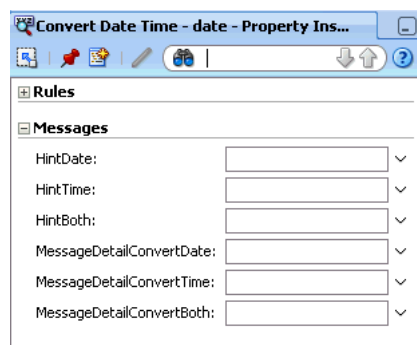 Convert Date Time - date - Property Ins...
Rules
Messages
HintDate:
HintTime:
HintBoth:
MessageDetailConvertDate:
MessageDetailConvertTime:
MessageDetailConvertBoth: